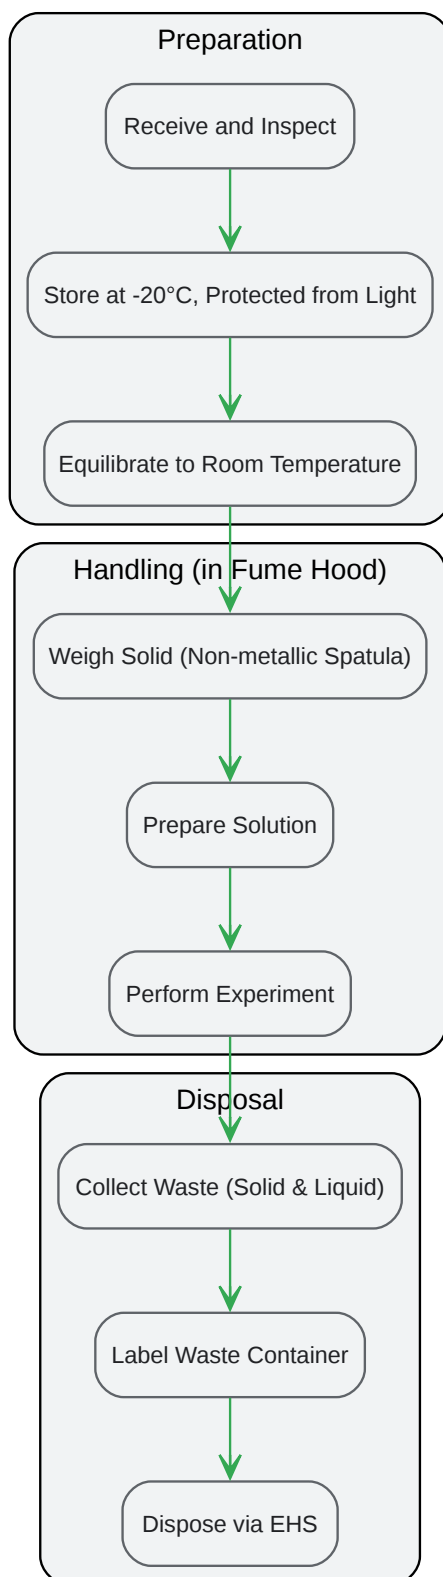 Preparation
Receive and Inspect
Store at -20°C, Protected from Light
Equilibrate to Room Temperature
Handling (in Fume Hood)
Weigh Solid (Non-metallic Spatula)
Prepare Solution
Perform Experiment
Disposal
Collect Waste (Solid & Liquid)
Label Waste Container
Dispose via EHS